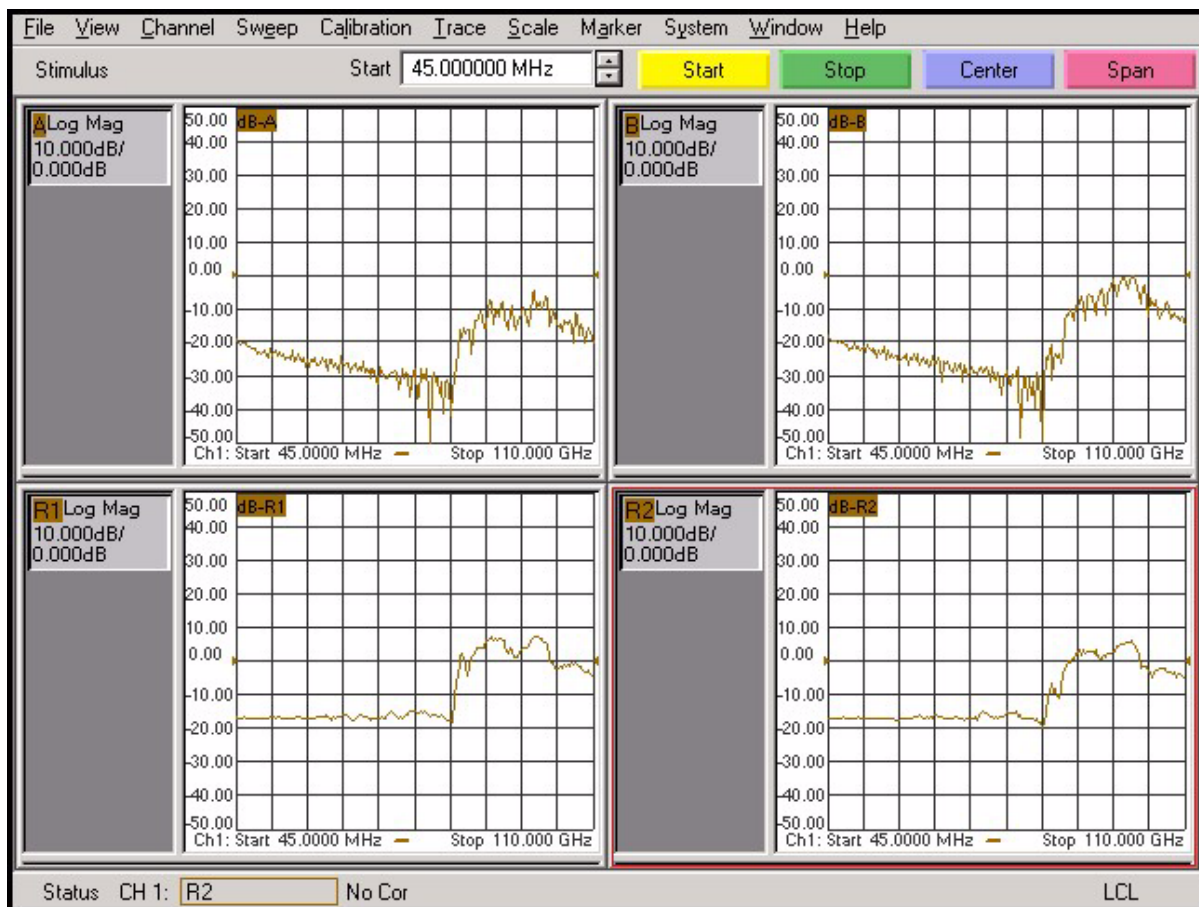 File View Channel Sweep Calibration Trace Scale Marker System Window Help
Stimulus Start 45.000000 MHz Start Stop Center Span
A Log Mag
10.000dB/
0.000dB
50.00 dB-A
40.00
30.00
20.00
10.00
0.00
-10.00
-20.00
-30.00
-40.00
-50.00
Ch1: Start 45.0000 MHz Stop 110.000 GHz
B Log Mag
10.000dB/
0.000dB
50.00 dB-B
40.00
30.00
20.00
10.00
0.00
-10.00
-20.00
-30.00
-40.00
-50.00
Ch1: Start 45.0000 MHz Stop 110.000 GHz
R1 Log Mag
10.000dB/
0.000dB
50.00 dB-R1
40.00
30.00
20.00
10.00
0.00
-10.00
-20.00
-30.00
-40.00
-50.00
Ch1: Start 45.0000 MHz Stop 110.000 GHz
R2 Log Mag
10.000dB/
0.000dB
50.00 dB-R2
40.00
30.00
20.00
10.00
0.00
-10.00
-20.00
-30.00
-40.00
-50.00
Ch1: Start 45.0000 MHz Stop 110.000 GHz
Status CH 1: R2 No Cor LCL